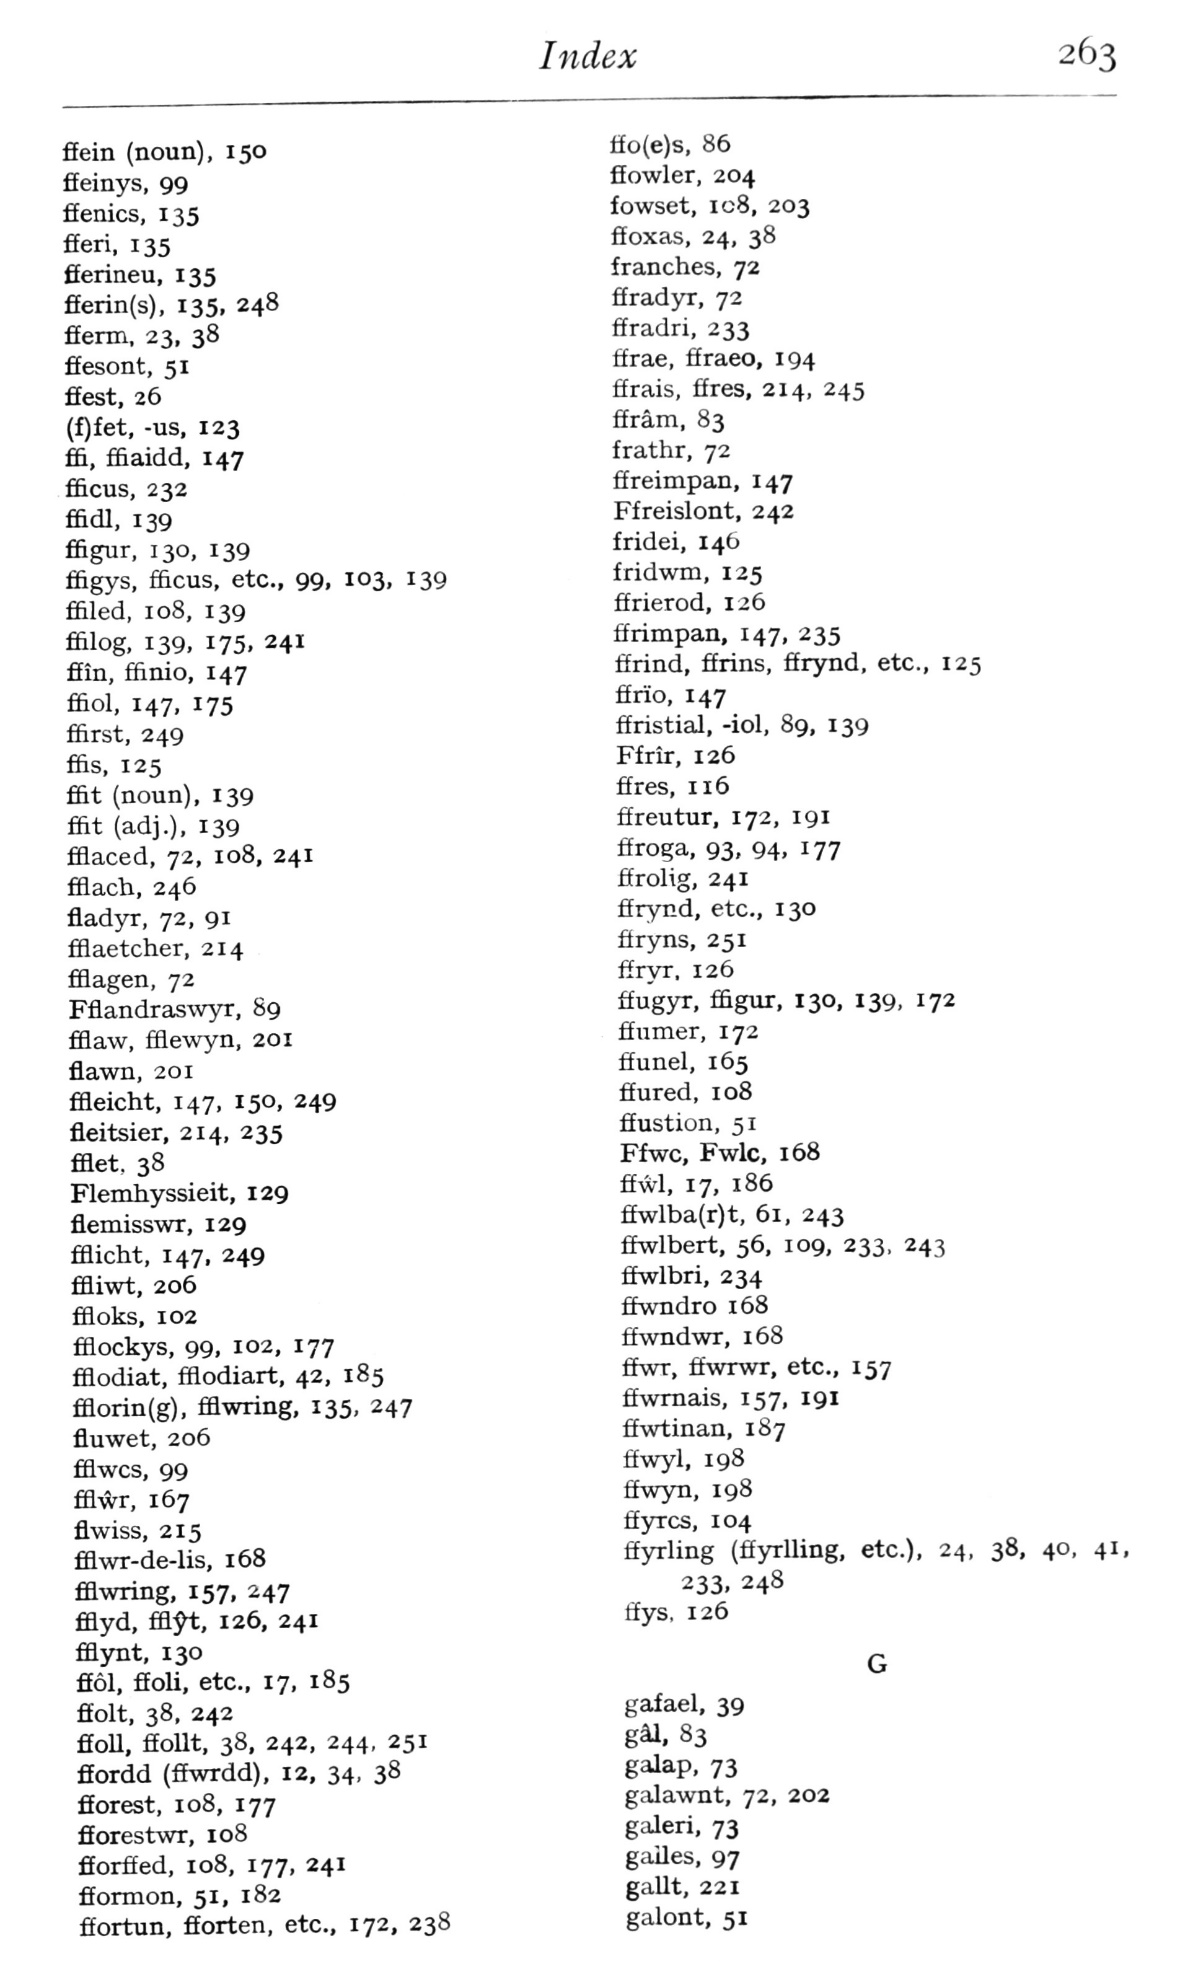 Index 263
ffein (noun), 150
ffeinys, 99
ffenics, 135
fferi, 135
fferineu, 135
fferin(s), 135, 248
fferm, 23, 38
ffesont, 51
ffest, 26
(f)fet, -us, 123
ffi, ffiaidd, 147
fficus, 232
ffidl, 139
ffigur, 130, 139
ffigys, fficus, etc., 99, 103, 139
ffiled, 108, 139
ffilog, 139, 175, 241
ffîn, ffinio, 147
ffiol, 147, 175
ffirst, 249
ffis, 125
ffit (noun), 139
ffit (adj.), 139
fflaced, 72, 108, 241
fflach, 246
fladyr, 72, 91
fflaetcher, 214
fflagen, 72
Fflandraswyr, 89
fflaw, fflewyn, 201
flawn, 201
ffleicht, 147, 150, 249
fleitsier, 214, 235
fflet, 38
Flemhyssieit, 129
flemisswr, 129
fflicht, 147, 249
ffliwt, 206
ffloks, 102
fflockys, 99, 102, 177
fflodiat, fflodiart, 42, 185
fflorin(g), fflwring, 135, 247
fluwet, 206
fflwcs, 99
fflŵr, 167
flwiss, 215
fflwr-de-lis, 168
fflwring, 157, 247
fflyd, fflŷt, 126, 241
fflynt, 130
ffôl, ffoli, etc., 17, 185
ffolt, 38, 242
ffoll, ffollt, 38, 242, 244, 251
ffordd (ffwrdd), 12, 34, 38
fforest, 108, 177
fforestwr, 108
fforffed, 108, 177, 241
fformon, 51, 182
ffortun, fforten, etc., 172, 238
ffo(e)s, 86
ffowler, 204
fowset, 108, 203
ffoxas, 24, 38
franches, 72
ffradyr, 72
ffradri, 233
ffrae, ffraeo, 194
ffrais, ffres, 214, 245
ffrâm, 83
frathr, 72
ffreimpan, 147
Ffreislont, 242
fridei, 146
fridwm, 125
ffrierod, 126
ffrimpan, 147, 235
ffrind, ffrins, ffrynd, etc., 125
ffrïo, 147
ffristial, -iol, 89, 139
Ffrîr, 126
ffres, 116
ffreutur, 172, 191
ffroga, 93, 94, 177
ffrolig, 241
ffrynd, etc., 130
ffryns, 251
ffryr, 126
ffugyr, ffigur, 130, 139, 172
ffumer, 172
ffunel, 165
ffured, 108
ffustion, 51
Ffwc, Fwlc, 168
ffŵl, 17, 186
ffwlba(r)t, 61, 243
ffwlbert, 56, 109, 233, 243
ffwlbri, 234
ffwndro 168
ffwndwr, 168
ffwr, ffwrwr, etc., 157
ffwrnais, 157, 191
ffwtinan, 187
ffwyl, 198
ffwyn, 198
ffyrcs, 104
ffyrling (ffyrlling, etc.), 24, 38, 40, 41,
233, 248
ffys, 126
G
gafael, 39
gâl, 83
galap, 73
galawnt, 72, 202
galeri, 73
galles, 97
gallt, 221
galont, 51